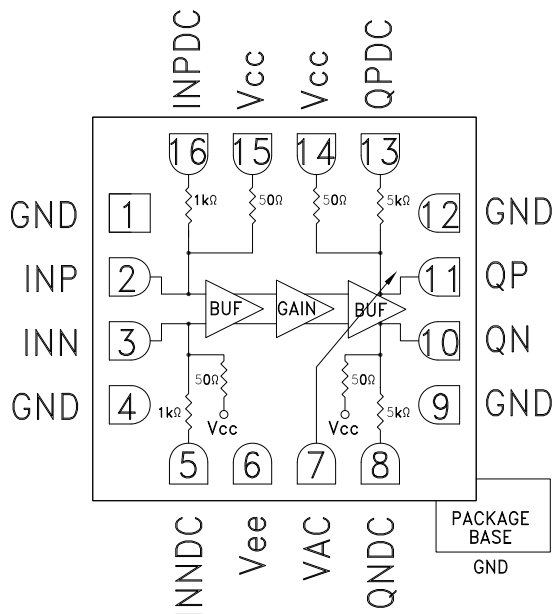 INPDC
Vcc
Vcc
QPDC
16
15
14
13
1kΩ
50Ω
50Ω
5kΩ
GND
1
12
GND
INP
2
11
QP
BUF
GAIN
BUF
INN
3
10
QN
50Ω
50Ω
GND
4
1kΩ
Vcc
Vcc
5kΩ
9
GND
5
6
7
8
INNDC
Vee
VAC
QNDC
PACKAGE
BASE
GND